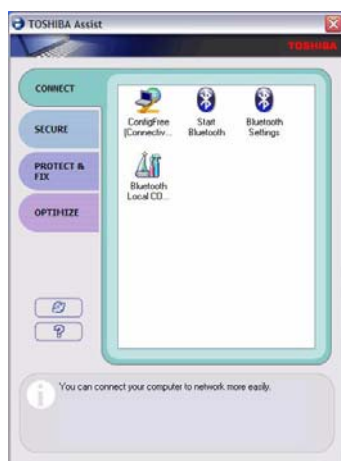 TOSHIBA Assist
TOSHIBA
CONNECT
SECURE
PROTECT &
FIX
OPTIMIZE
ConfigFree
(Connectiv...
Start
Bluetooth
Bluetooth
Settings
Bluetooth
Local CO...
?
i
You can connect your computer to network more easily.